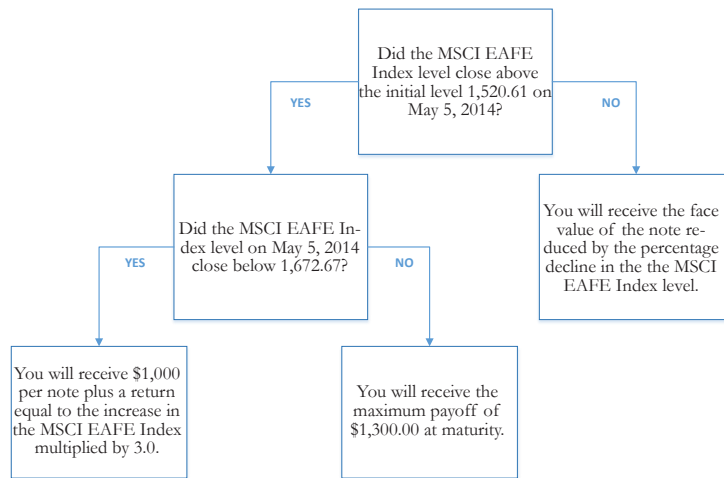 Did the MSCI EAFE
Index level close above
the initial level 1,520.61 on
May 5, 2014?
YES
NO
Did the MSCI EAFE In-
dex level on May 5, 2014
close below 1,672.67?
You will receive the face
value of the note re-
duced by the percentage
decline in the the MSCI
EAFE Index level.
YES
NO
You will receive $1,000
per note plus a return
equal to the increase in
the MSCI EAFE Index
multiplied by 3.0.
You will receive the
maximum payoff of
$1,300.00 at maturity.